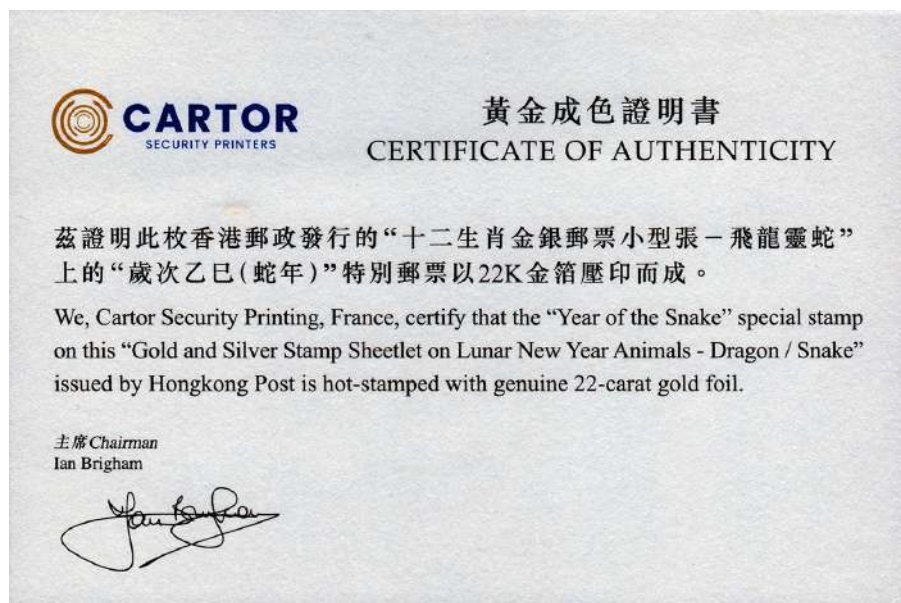 CARTOR
SECURITY PRINTERS
黃金成色證明書
CERTIFICATE OF AUTHENTICITY
茲證明此枚香港郵政發行的“十二生肖金銀郵票小型張－飛龍靈蛇”
上的“歲次乙巳(蛇年)”特別郵票以22K金箔壓印而成。
We, Cartor Security Printing, France, certify that the “Year of the Snake” special stamp
on this “Gold and Silver Stamp Sheetlet on Lunar New Year Animals - Dragon / Snake”
issued by Hongkong Post is hot-stamped with genuine 22-carat gold foil.
主席 Chairman
Ian Brigham